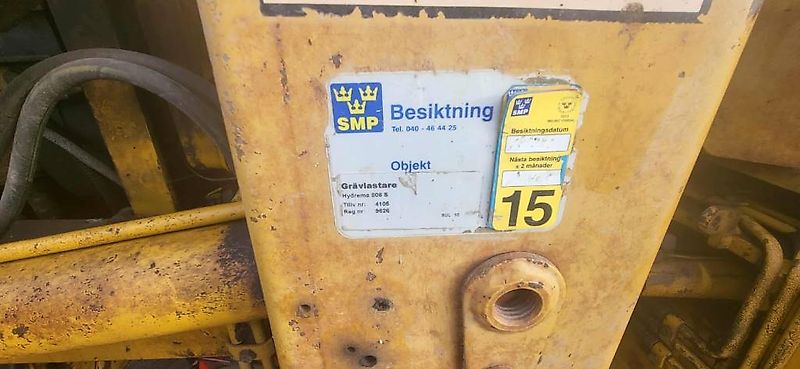 SMP
Besiktning
Tel. 040 - 46 44 25
Objekt
Grävlastare
Hydrema 806 S
Tillv nr: 4105
Reg nr: 9626
SMP
Besiktningsdatum
Nästa besiktning
± 2 månader
15